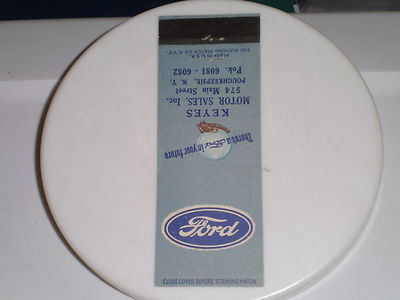 MADE IN U.S.A.
THE DIAMOND MATCH CO. N.Y.C.
There's a Ford in your future
KEYES
MOTOR SALES, Inc.
574 Main Street
POUGHKEEPSIE, N. Y.
Pok. 6081 - 6082
Ford
CLOSE COVER BEFORE STRIKING MATCH